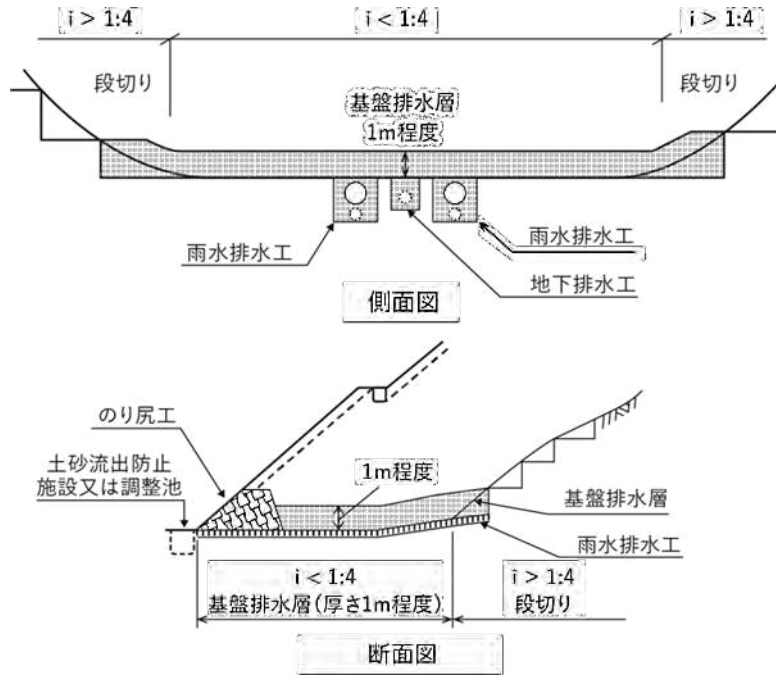 i > 1:4
i < 1:4
i > 1:4
段切り
段切り
基盤排水層
1m程度
雨水排水工
雨水排水工
地下排水工
側面図
のり尻工
土砂流出防止
施設又は調整池
1m程度
基盤排水層
雨水排水工
i < 1:4
基盤排水層(厚さ1m程度)
i > 1:4
段切り
断面図